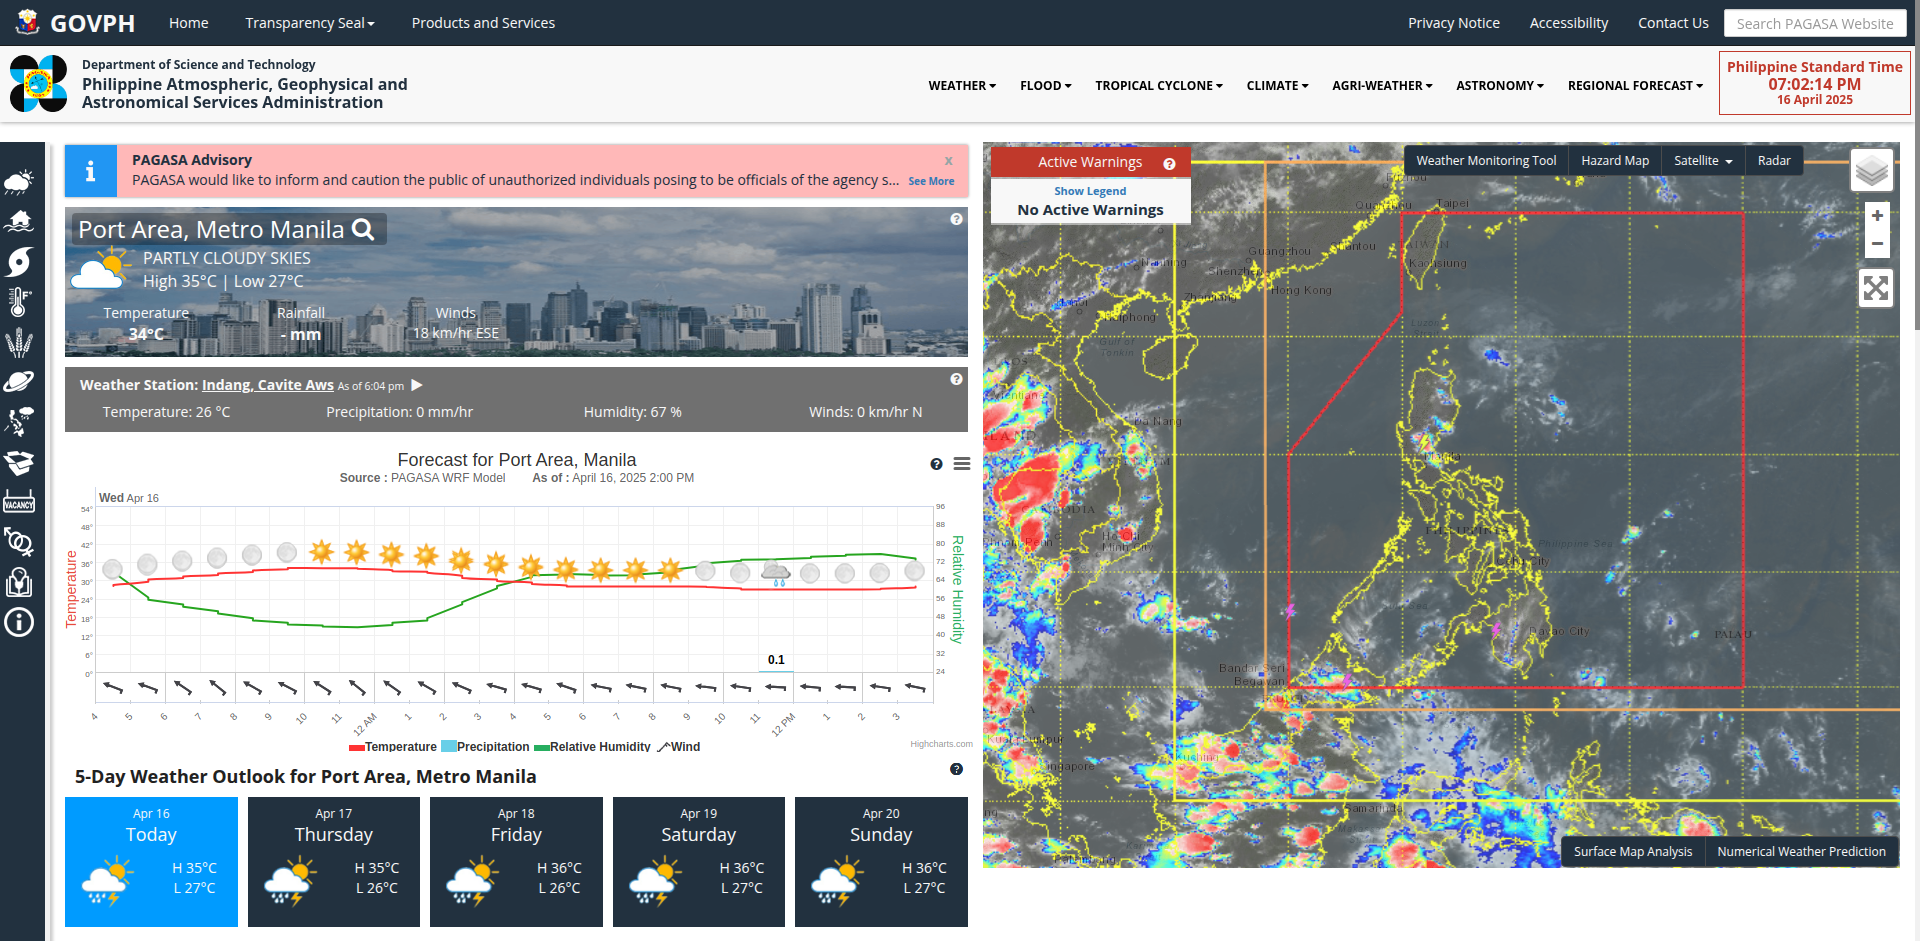 GOVPH
Home
Transparency Seal
Products and Services
Privacy Notice
Accessibility
Contact Us
Search PAGASA Website
Department of Science and Technology
Philippine Atmospheric, Geophysical and
Astronomical Services Administration
WEATHER
FLOOD
TROPICAL CYCLONE
CLIMATE
AGRI-WEATHER
ASTRONOMY
REGIONAL FORECAST
Philippine Standard Time
07:02:14 PM
16 April 2025
PAGASA Advisory
x
PAGASA would like to inform and caution the public of unauthorized individuals posing to be officials of the agency s... See More
Port Area, Metro Manila
PARTLY CLOUDY SKIES
High 35°C | Low 27°C
Temperature
34°C
Rainfall
- mm
Winds
18 km/hr ESE
Weather Station: Indang, Cavite Aws As of 6:04 pm
Temperature: 26 °C
Precipitation: 0 mm/hr
Humidity: 67 %
Winds: 0 km/hr N
Forecast for Port Area, Manila
Source : PAGASA WRF Model As of : April 16, 2025 2:00 PM
Wed Apr 16
Temperature
54°
48°
42°
36°
30°
24°
18°
12°
6°
0°
96
88
80
72
64
56
48
40
32
24
Relative Humidity
0.1
4 5 6 7 8 9 10 11 12 AM 1 2 3 4 5 6 7 8 9 10 11 12 PM 1 2 3
Temperature Precipitation Relative Humidity Wind
Highcharts.com
5-Day Weather Outlook for Port Area, Metro Manila
Apr 16
Today
H 35°C
L 27°C
Apr 17
Thursday
H 35°C
L 26°C
Apr 18
Friday
H 36°C
L 26°C
Apr 19
Saturday
H 36°C
L 27°C
Apr 20
Sunday
H 36°C
L 27°C
VACANCY
Active Warnings
Show Legend
No Active Warnings
Weather Monitoring Tool
Hazard Map
Satellite
Radar
+
−
Taipei
Guangzhou
Kaohsiung
Hong Kong
Gulf of
Tonkin
Da Nang
Ho Chi
Minh City
Philippine Sea
Davao City
PALAU
Bandar Seri
Begawan
Kuching
Samarinda
Surface Map Analysis
Numerical Weather Prediction